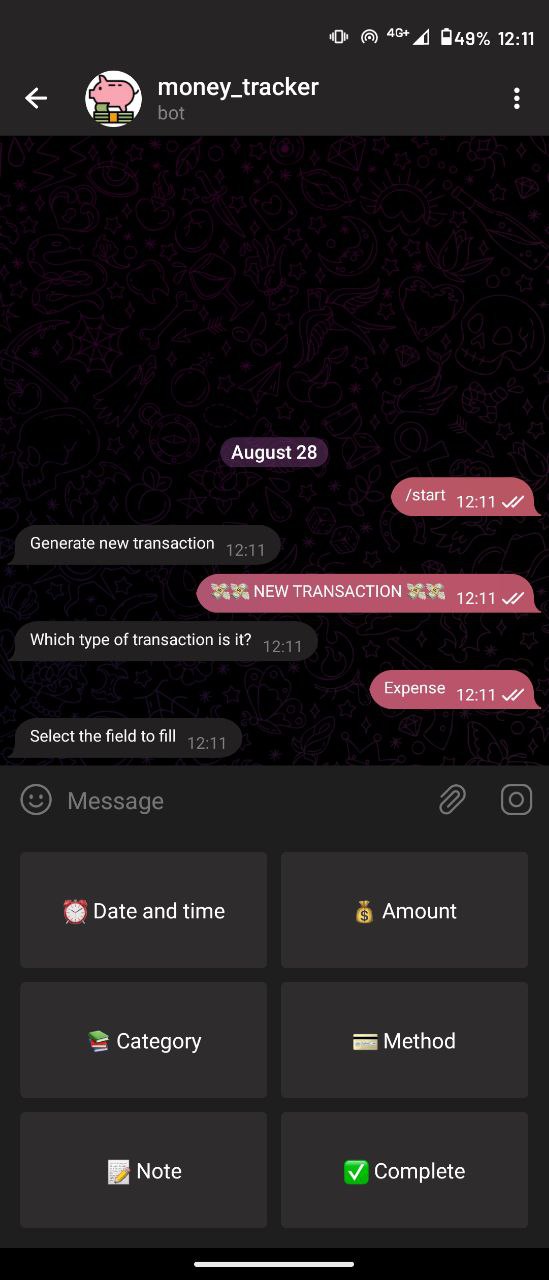 4G+ 49% 12:11
money_tracker
bot
August 28
/start 12:11
Generate new transaction 12:11
💸💸 NEW TRANSACTION 💸💸 12:11
Which type of transaction is it? 12:11
Expense 12:11
Select the field to fill 12:11
Message
⏰ Date and time
💰 Amount
📚 Category
💳 Method
📝 Note
✅ Complete